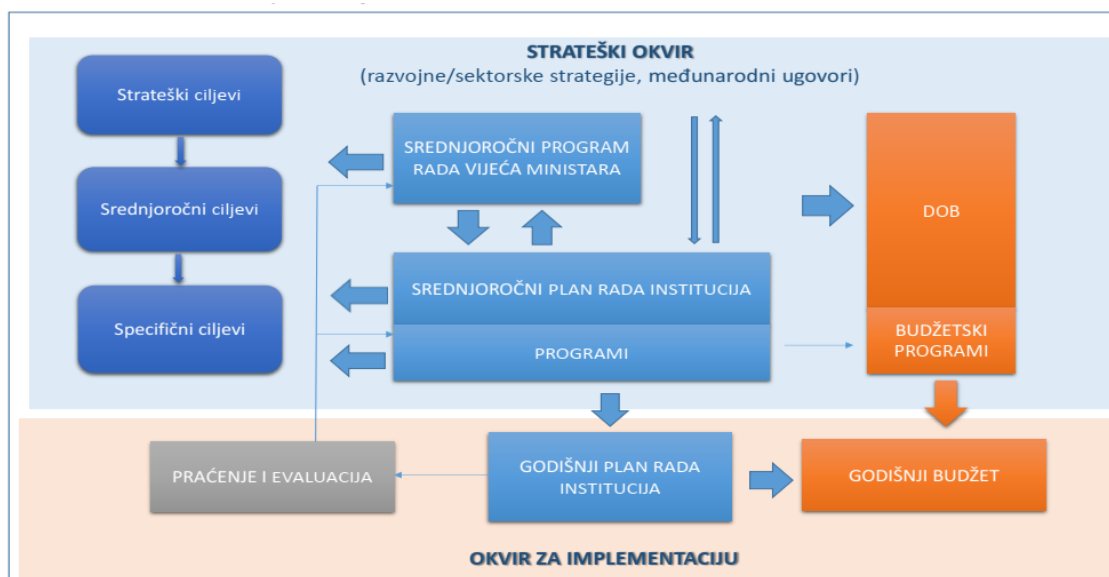 STRATEŠKI OKVIR
(razvojne/sektorske strategije, međunarodni ugovori)
Strateški ciljevi
Srednjoročni ciljevi
Specifični ciljevi
SREDNJOROČNI PROGRAM
RADA VIJEĆA MINISTARA
SREDNJOROČNI PLAN RADA INSTITUCIJA
PROGRAMI
DOB
BUDŽETSKI
PROGRAMI
PRAĆENJE I EVALUACIJA
GODIŠNJI PLAN RADA
INSTITUCIJA
GODIŠNJI BUDŽET
OKVIR ZA IMPLEMENTACIJU